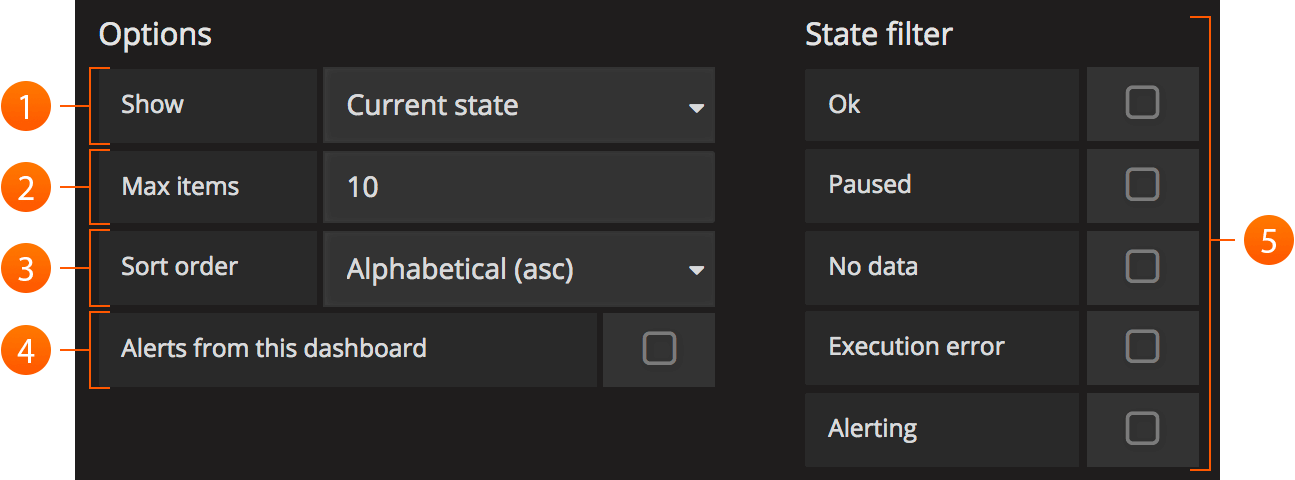 Options
1 Show Current state
2 Max items 10
3 Sort order Alphabetical (asc)
4 Alerts from this dashboard
State filter
Ok
Paused
No data
5
Execution error
Alerting